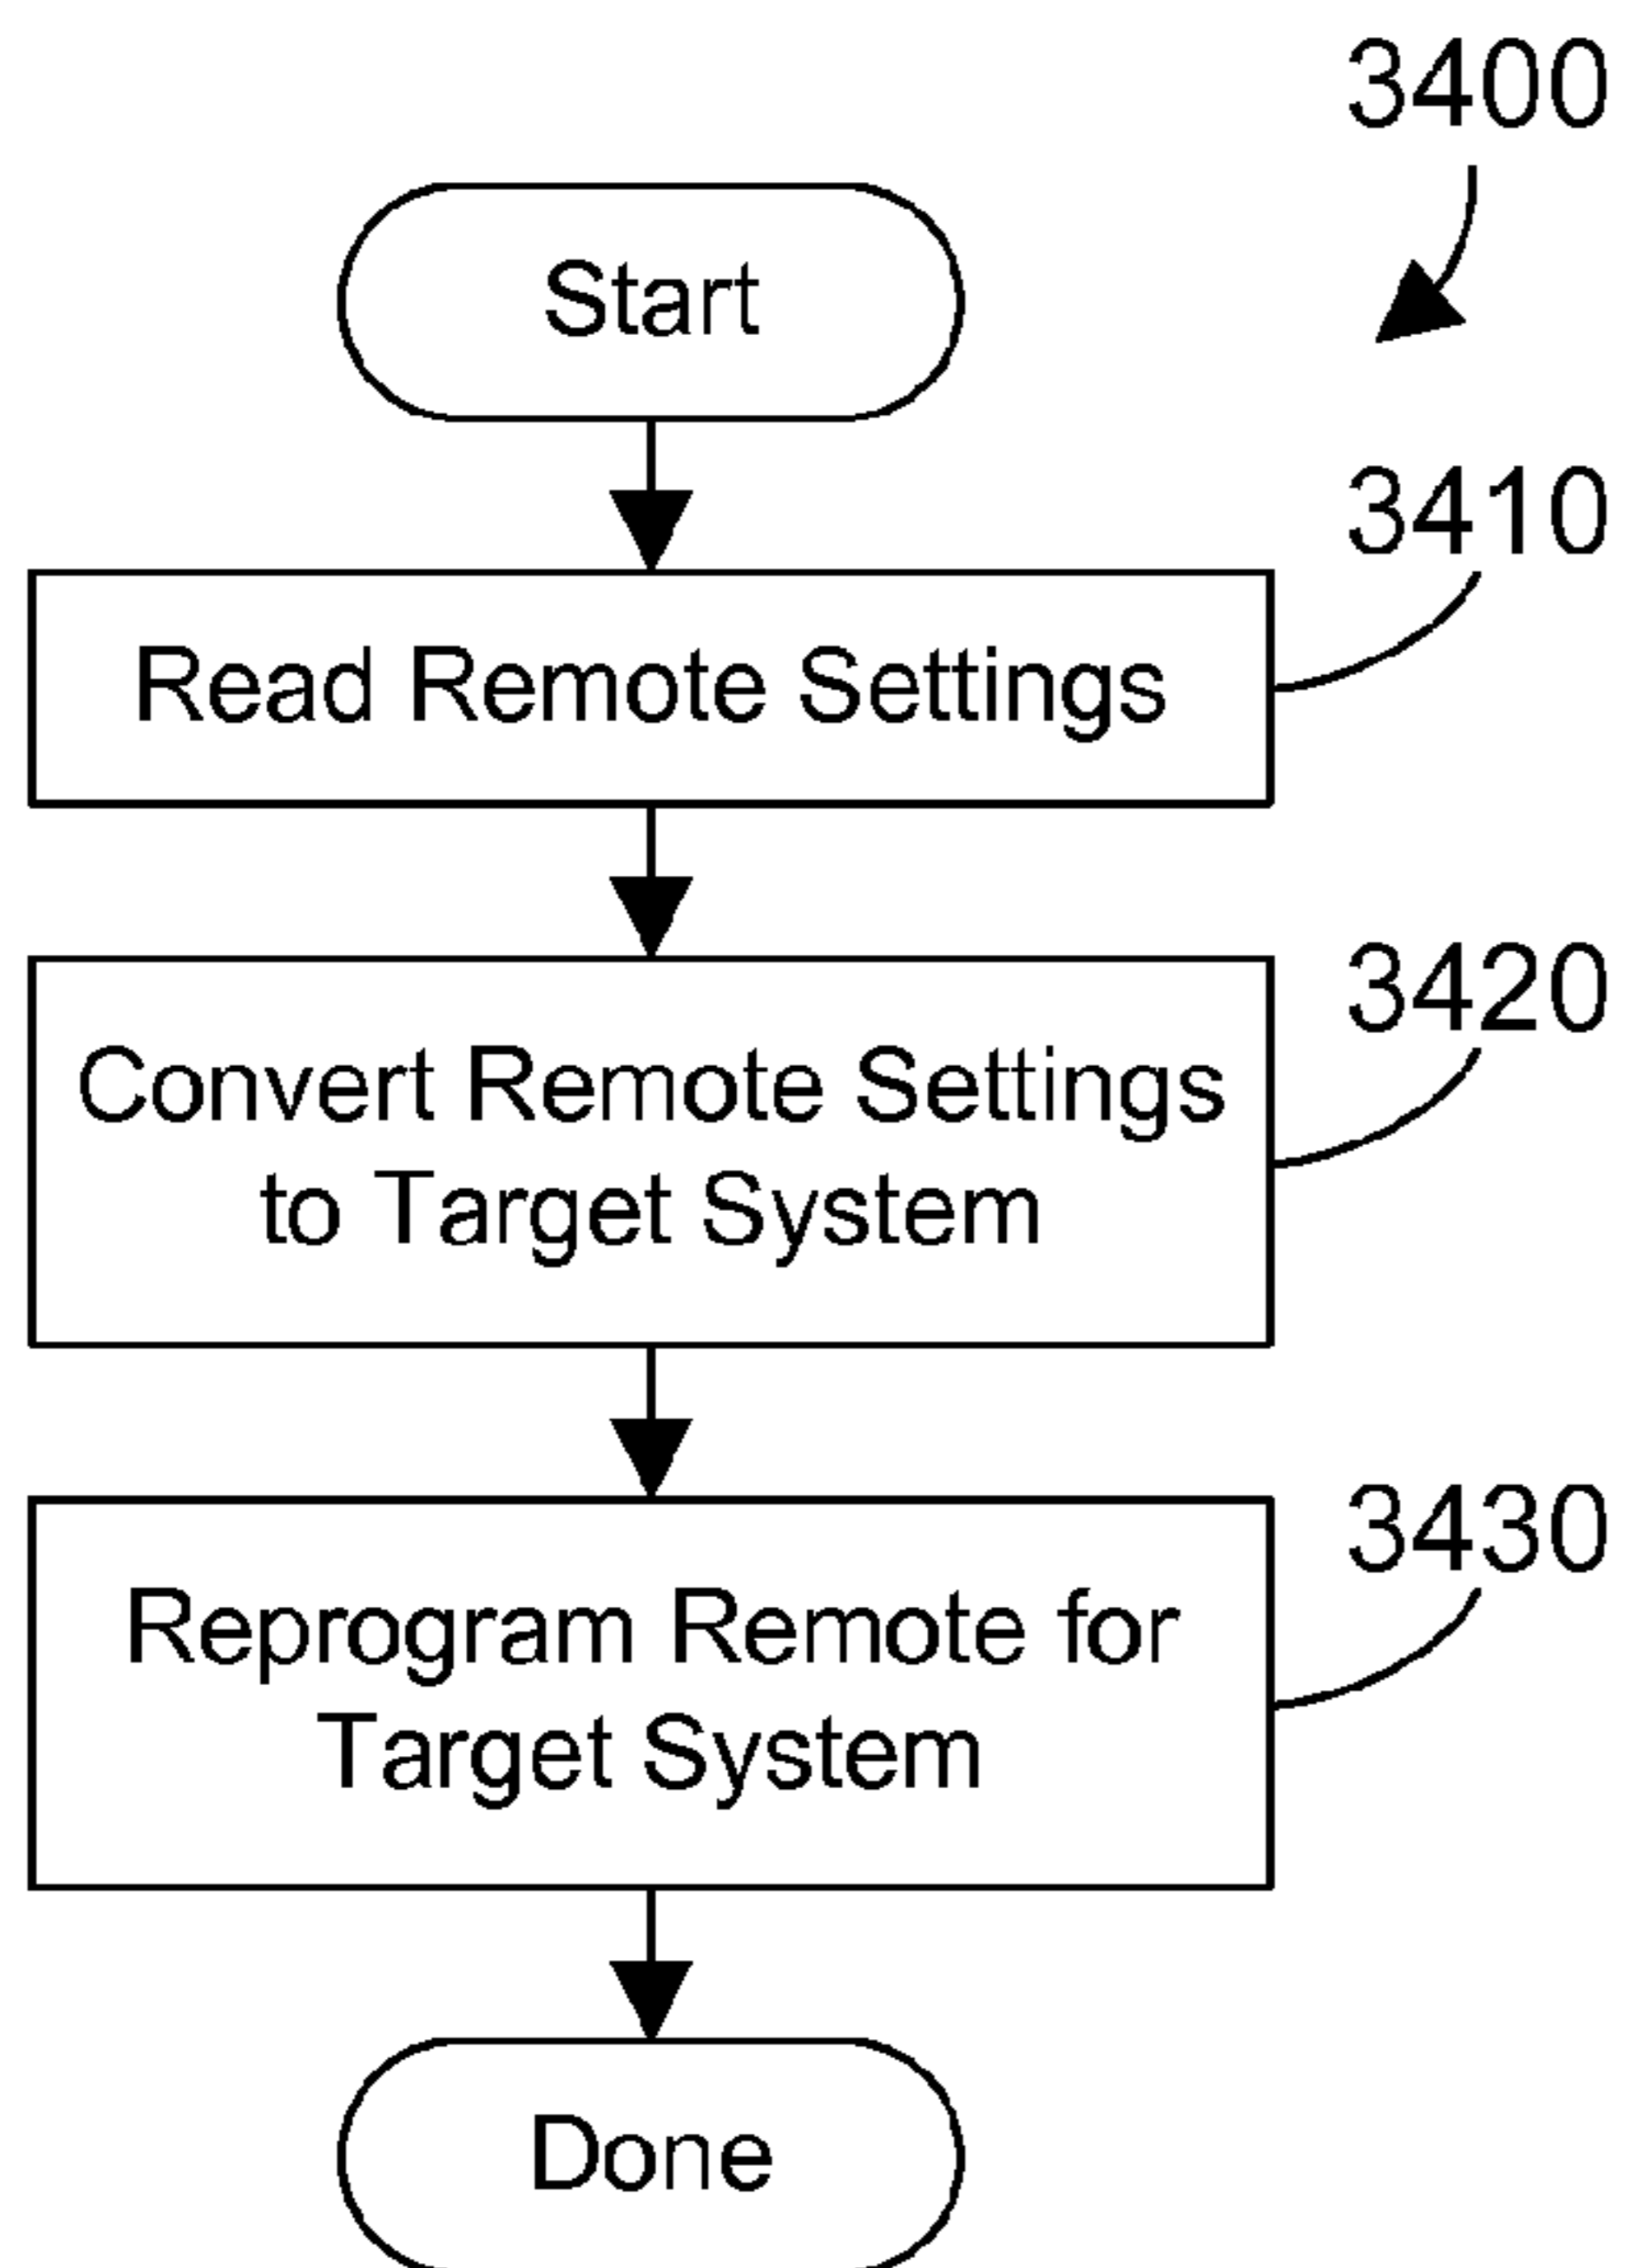 3400
Start
3410
Read Remote Settings
3420
Convert Remote Settings
to Target System
3430
Reprogram Remote for
Target System
Done